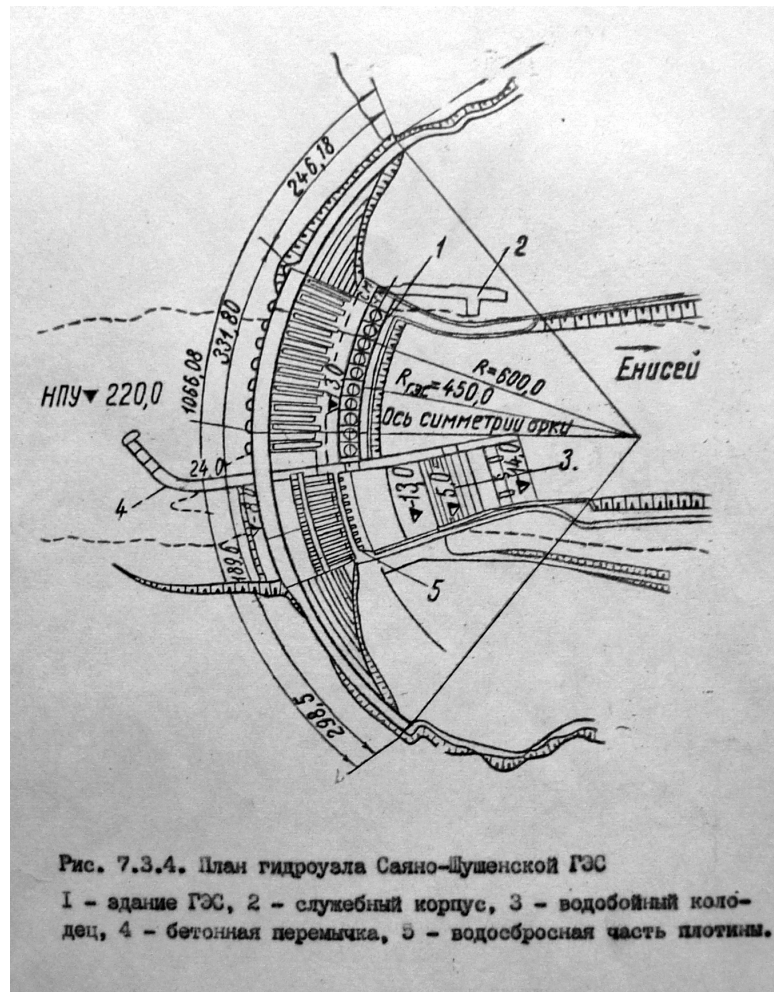 246,18
331,80
1066,08
1
2
НПУ▼220,0
Енисей
R=600,0
Rгэс=450,0
Ось симметрии арки
24,0
4
13,0
5,0
3.
14,0
5
298,5
Рис. 7.3.4. План гидроузла Саяно-Шушенской ГЭС
I - здание ГЭС, 2 - служебный корпус, 3 - водобойный коло-
дец, 4 - бетонная перемычка, 5 - водосбросная часть плотины.